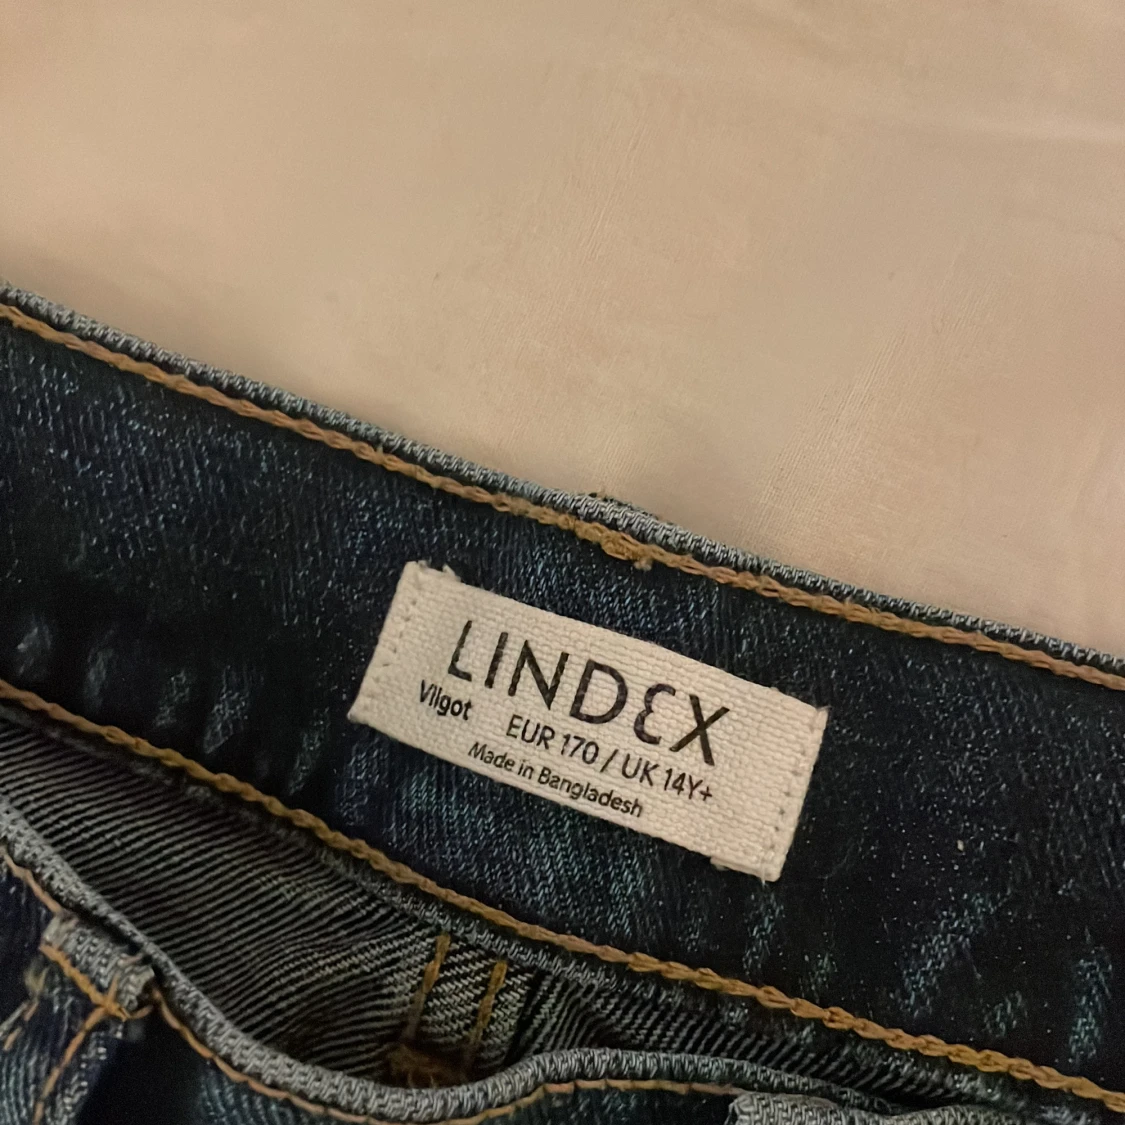 LINDEX
Vilgot
EUR 170 / UK 14Y+
Made in Bangladesh